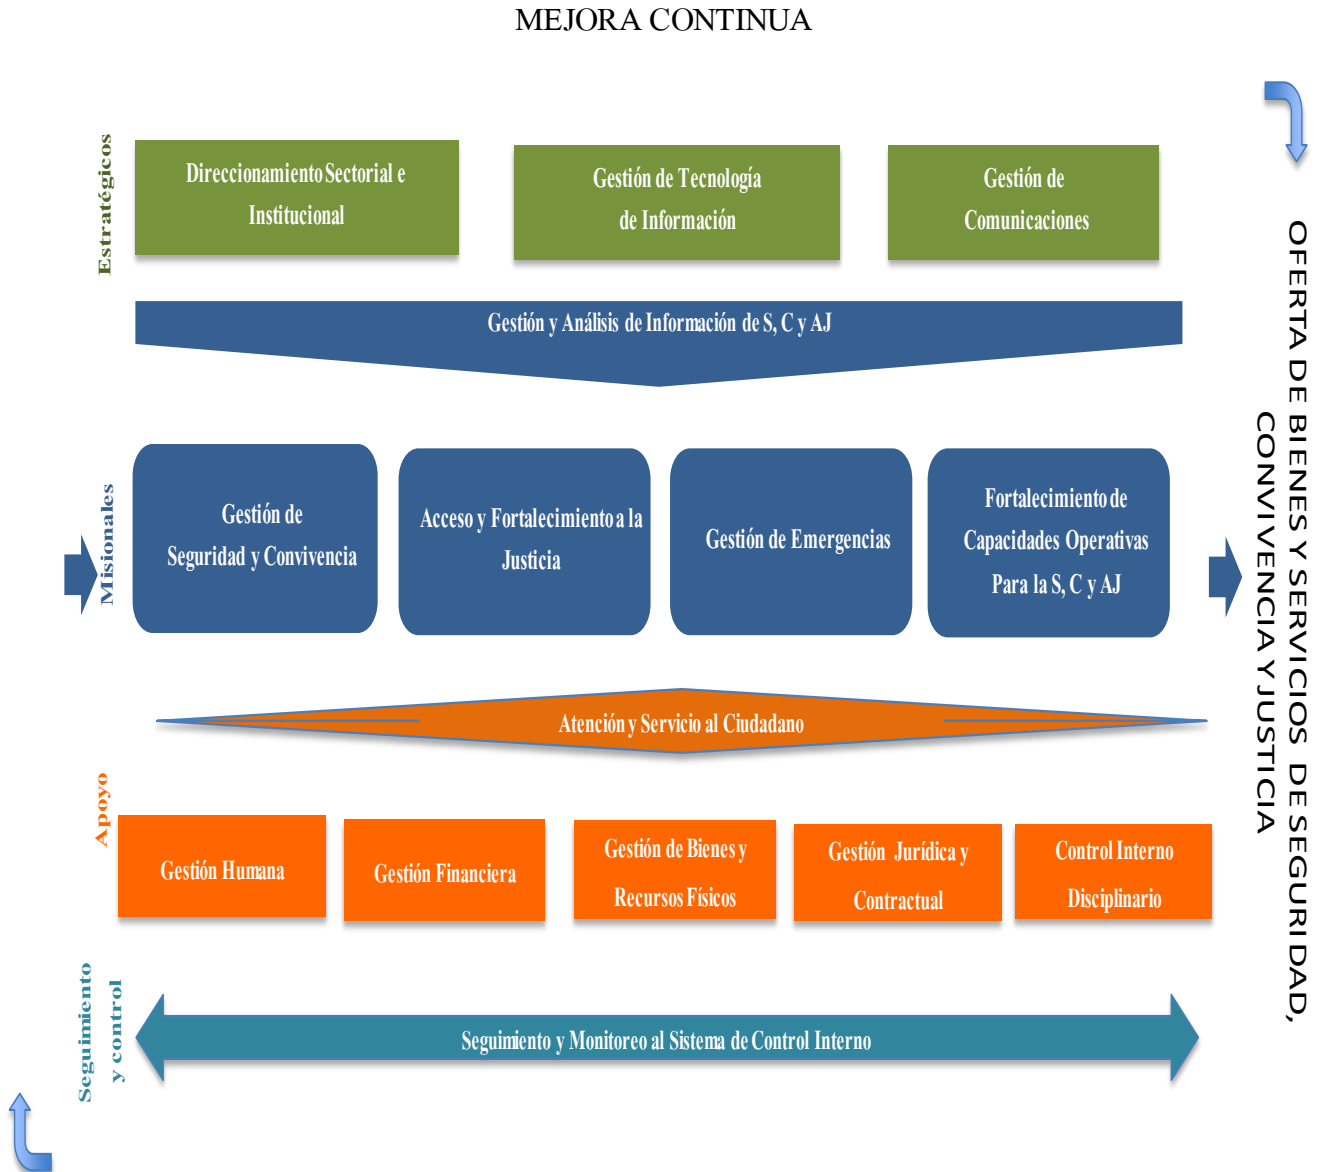 MEJORA CONTINUA
Estratégicos
Direccionamiento Sectorial e
Institucional
Gestión de Tecnología
de Información
Gestión de
Comunicaciones
Gestión y Análisis de Información de S, C y AJ
Misionales
Gestión de
Seguridad y Convivencia
Acceso y Fortalecimiento a la
Justicia
Gestión de Emergencias
Fortalecimiento de
Capacidades Operativas
Para la S, C y AJ
Atención y Servicio al Ciudadano
Apoyo
Gestión Humana
Gestión Financiera
Gestión de Bienes y
Recursos Físicos
Gestión Jurídica y
Contractual
Control Interno
Disciplinario
Seguimiento
y control
Seguimiento y Monitoreo al Sistema de Control Interno
OFERTA DE BIENES Y SERVICIOS DE SEGURIDAD,
CONVIVENCIA Y JUSTICIA